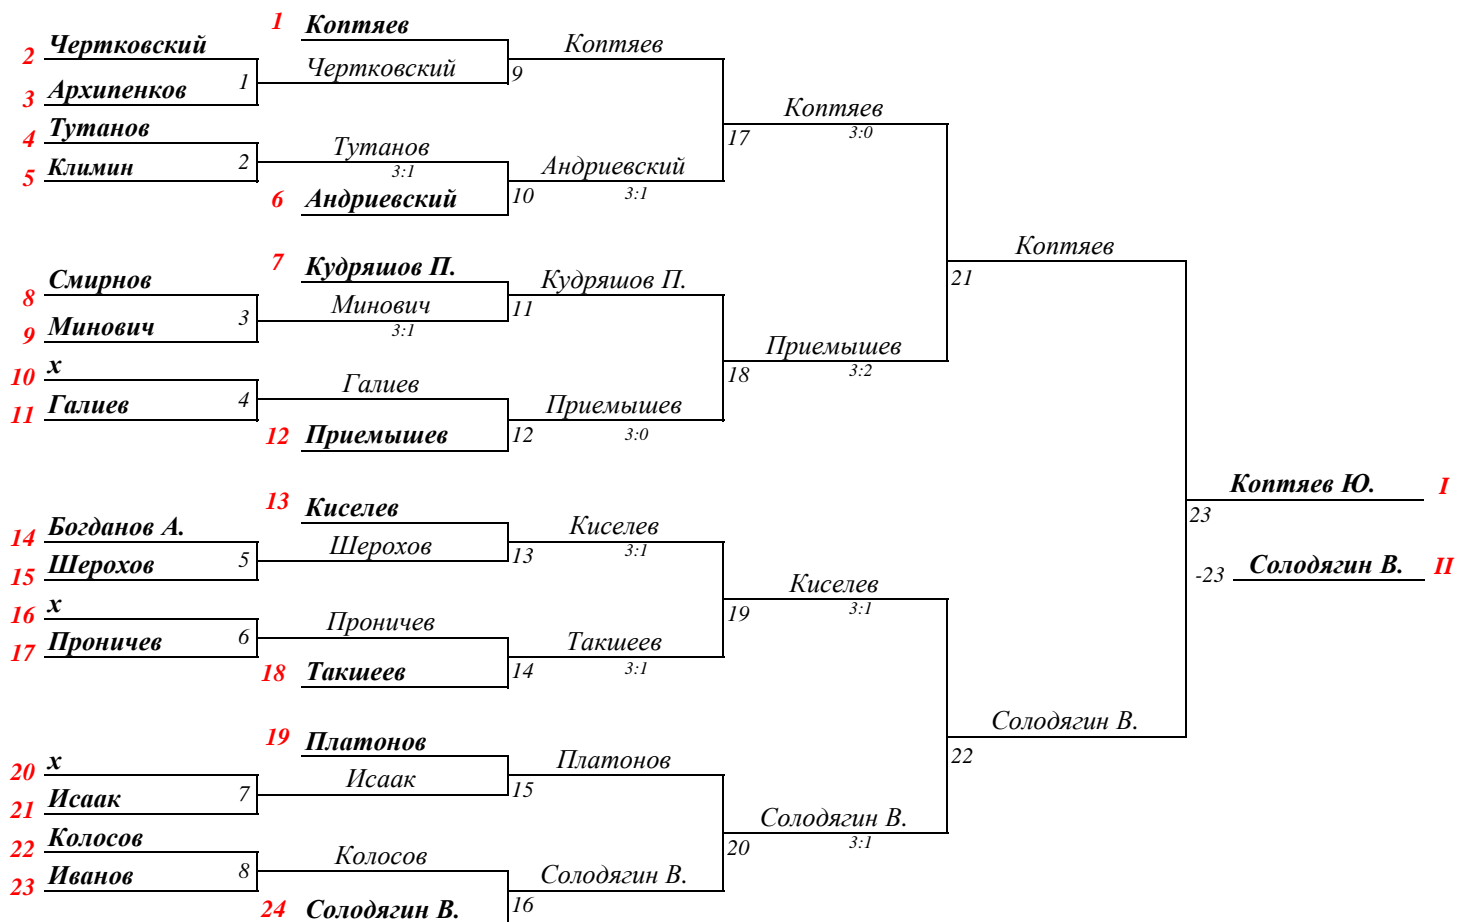 1 Коптяев
2 Чертковский
Коптяев
Чертковский
1
9
3 Архипенков
Коптяев
3:0
4 Тутанов
17
Тутанов
3:1
2
5 Климин
Андриевский
3:1
6 Андриевский
10
Коптяев
7 Кудряшов П.
21
8 Смирнов
Кудряшов П.
Минович
3:1
3
11
9 Минович
Приемышев
3:2
10 x
18
Галиев
4
11 Галиев
Приемышев
3:0
12 Приемышев
12
Коптяев Ю. I
13 Киселев
23
14 Богданов А.
Киселев
3:1
Шерохов
5
13
15 Шерохов
-23 Солодягин В. II
Киселев
3:1
16 x
19
Проничев
6
17 Проничев
Такшеев
3:1
18 Такшеев
14
Солодягин В.
19 Платонов
22
20 x
Платонов
Исаак
7
15
21 Исаак
Солодягин В.
3:1
22 Колосов
20
Колосов
8
23 Иванов
Солодягин В.
24 Солодягин В.
16